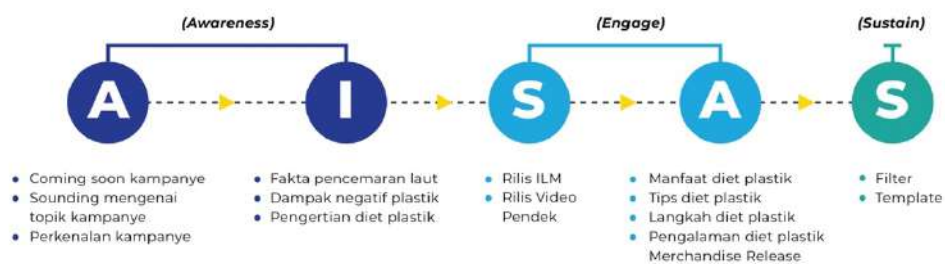 (Awareness)
(Engage)
(Sustain)
A
I
S
A
S
• Coming soon kampanye
• Sounding mengenai
topik kampanye
• Perkenalan kampanye
• Fakta pencemaran laut
• Dampak negatif plastik
• Pengertian diet plastik
• Rilis ILM
• Rilis Video
Pendek
• Manfaat diet plastik
• Tips diet plastik
• Langkah diet plastik
• Pengalaman diet plastik
Merchandise Release
• Filter
• Template